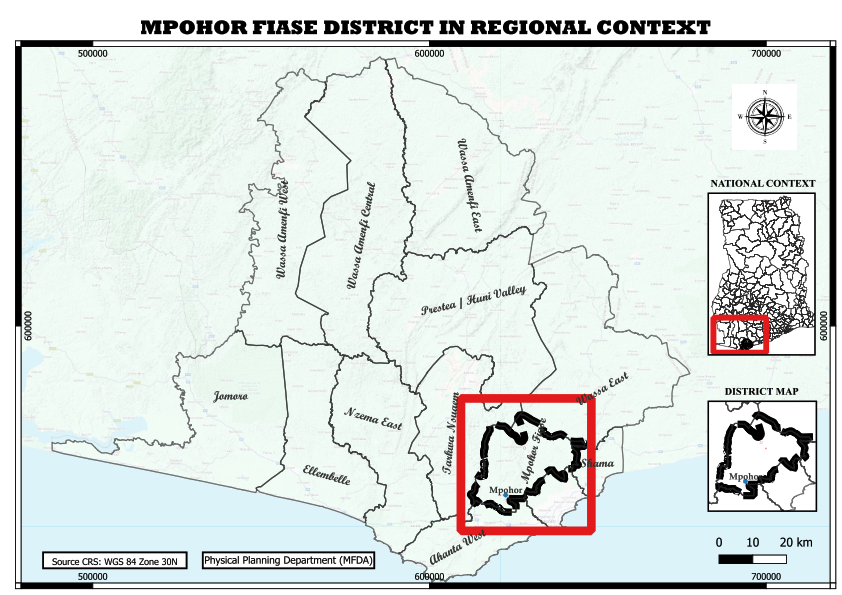 MPOHOR FIASE DISTRICT IN REGIONAL CONTEXT
500000
600000
700000
N
W
E
S
NATIONAL CONTEXT
Wassa Amenfi West
Wassa Amenfi Central
Wassa Amenfi East
Prestea | Huni Valley
600000
600000
Wassa East
Jomoro
Nzema East
Tarkwa Nsuaem
Mpohor Fiase
DISTRICT MAP
Ellembelle
Shama
Mpohor
Mpohor
Ahanta West
Source CRS: WGS 84 Zone 30N
Physical Planning Department (MFDA)
0 10 20 km
500000
600000
700000